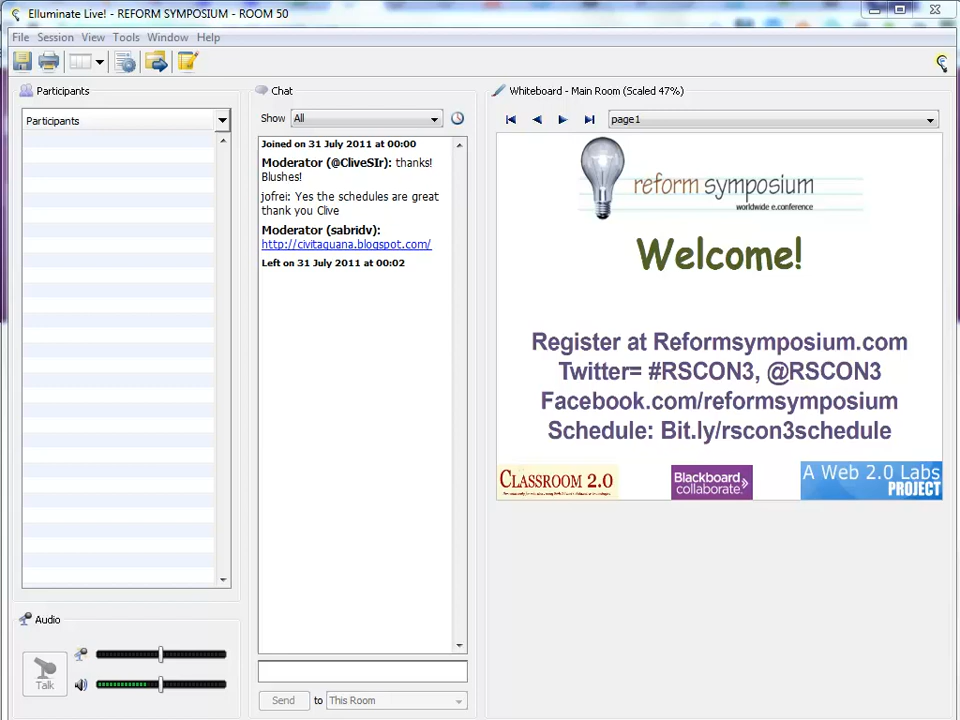 Elluminate Live! - REFORM SYMPOSIUM - ROOM 50
File Session View Tools Window Help
Participants
Participants
Audio
Talk
Chat
Show All
Joined on 31 July 2011 at 00:00
Moderator (@CliveSIr): thanks!
Blushes!
jofrei: Yes the schedules are great
thank you Clive
Moderator (sabridv):
http://civitaquana.blogspot.com/
Left on 31 July 2011 at 00:02
Send to This Room
Whiteboard - Main Room (Scaled 47%)
page1
reform symposium
worldwide e.conference
Welcome!
Register at Reformsymposium.com
Twitter= #RSCON3, @RSCON3
Facebook.com/reformsymposium
Schedule: Bit.ly/rscon3schedule
CLASSROOM 2.0
Blackboard
collaborate
A Web 2.0 Labs
PROJECT